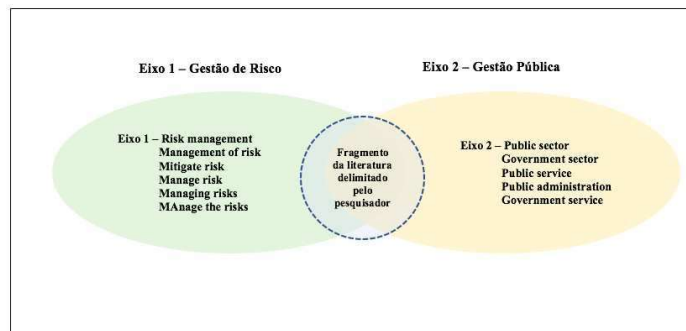 Eixo 1 – Gestão de Risco
Eixo 2 – Gestão Pública
Eixo 1 – Risk management
Management of risk
Mitigate risk
Manage risk
Managing risks
MAnage the risks
Fragmento
da literatura
delimitado
pelo
pesquisador
Eixo 2 – Public sector
Government sector
Public service
Public administration
Government service